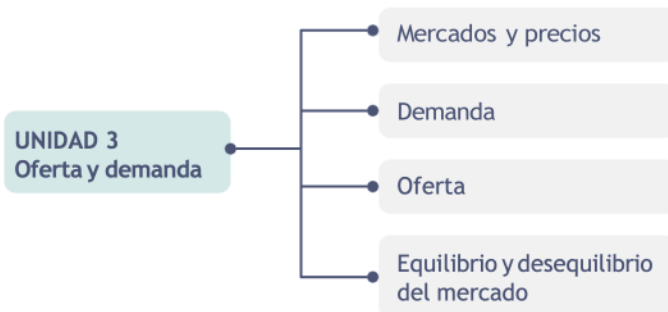 UNIDAD 3
Oferta y demanda
Mercados y precios
Demanda
Oferta
Equilibrio y desequilibrio
del mercado